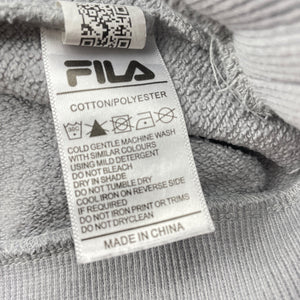 FILA
COTTON/POLYESTER
COLD GENTLE MACHINE WASH
WITH SIMILAR COLOURS
USING MILD DETERGENT
DO NOT BLEACH
DRY IN SHADE
DO NOT TUMBLE DRY
COOL IRON ON REVERSE SIDE
IF REQUIRED
DO NOT IRON PRINT OR TRIMS
DO NOT DRYCLEAN
MADE IN CHINA